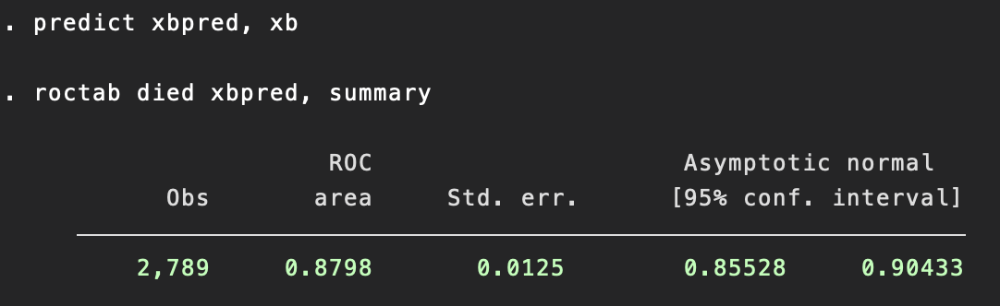 . predict xbpred, xb
. roctab died xbpred, summary
ROC Asymptotic normal
Obs area Std. err. [95% conf. interval]
2,789 0.8798 0.0125 0.85528 0.90433